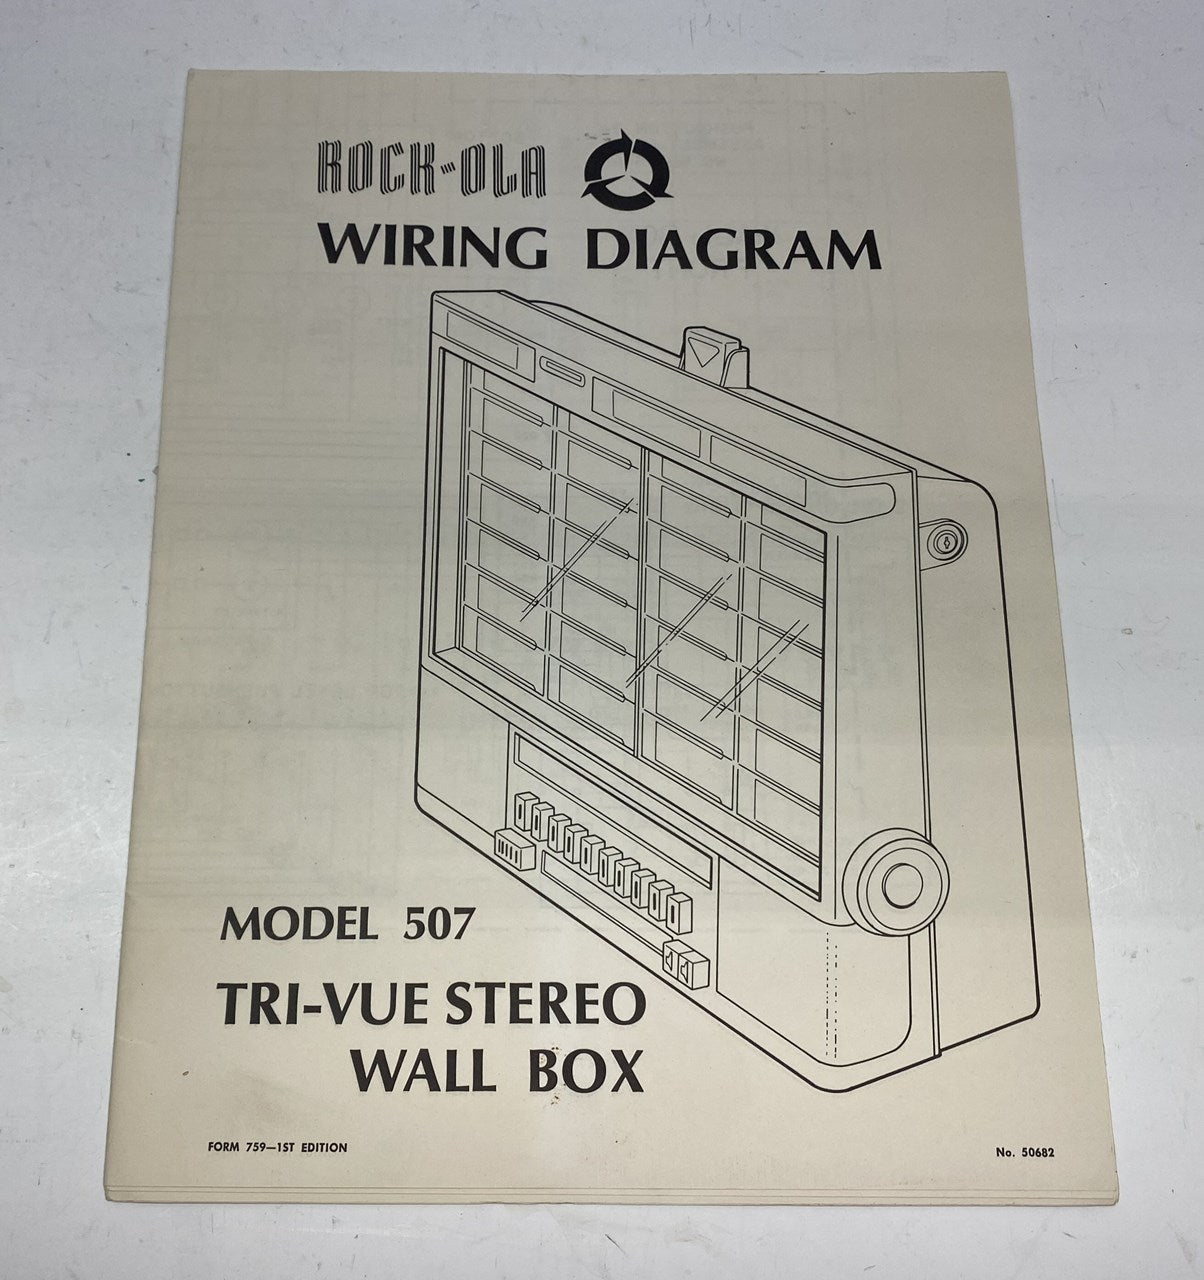 ROCK-OLA
WIRING DIAGRAM
MODEL 507
TRI-VUE STEREO
WALL BOX
FORM 759—1ST EDITION
No. 50682